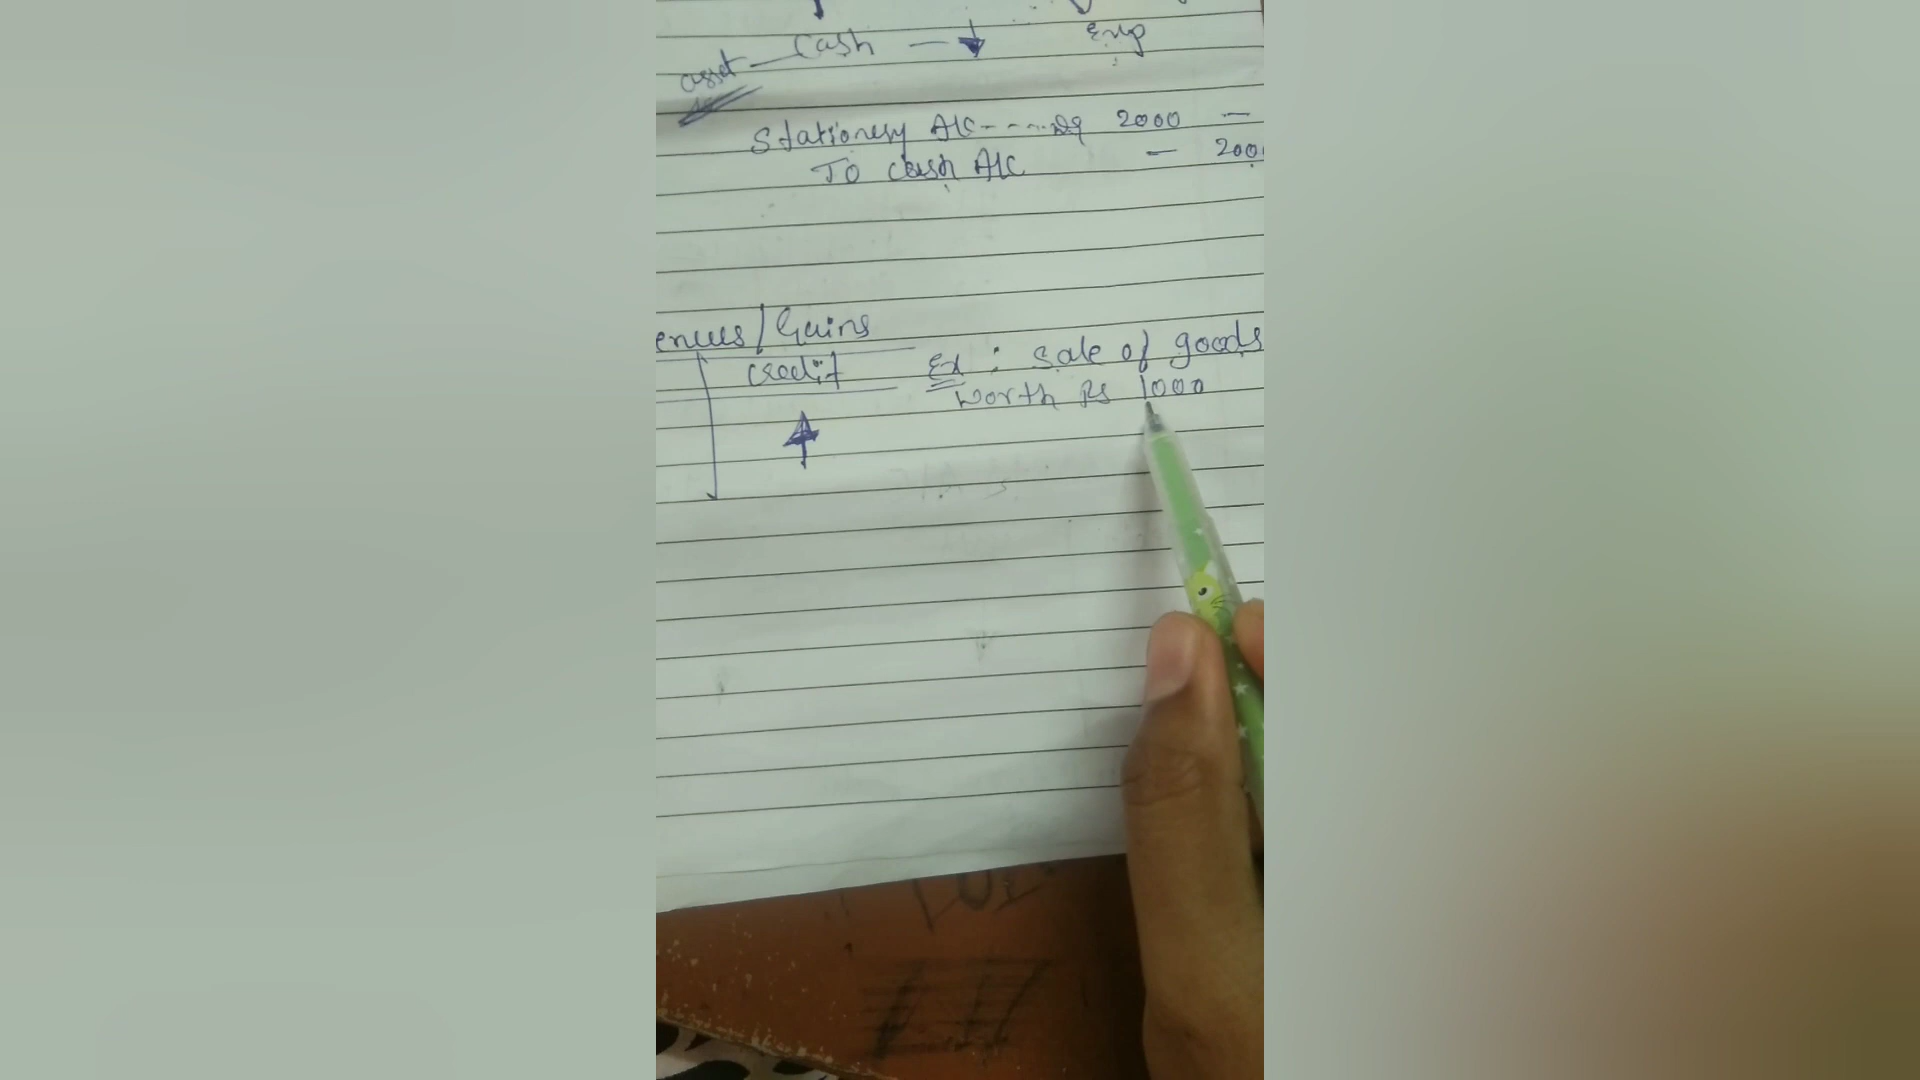 Cash — Exp
asset
Stationery A/C----Dr 2000 —
To Cash A/C — 200
enues/Gains
credit Ex : Sale of goods
worth Rs 1000